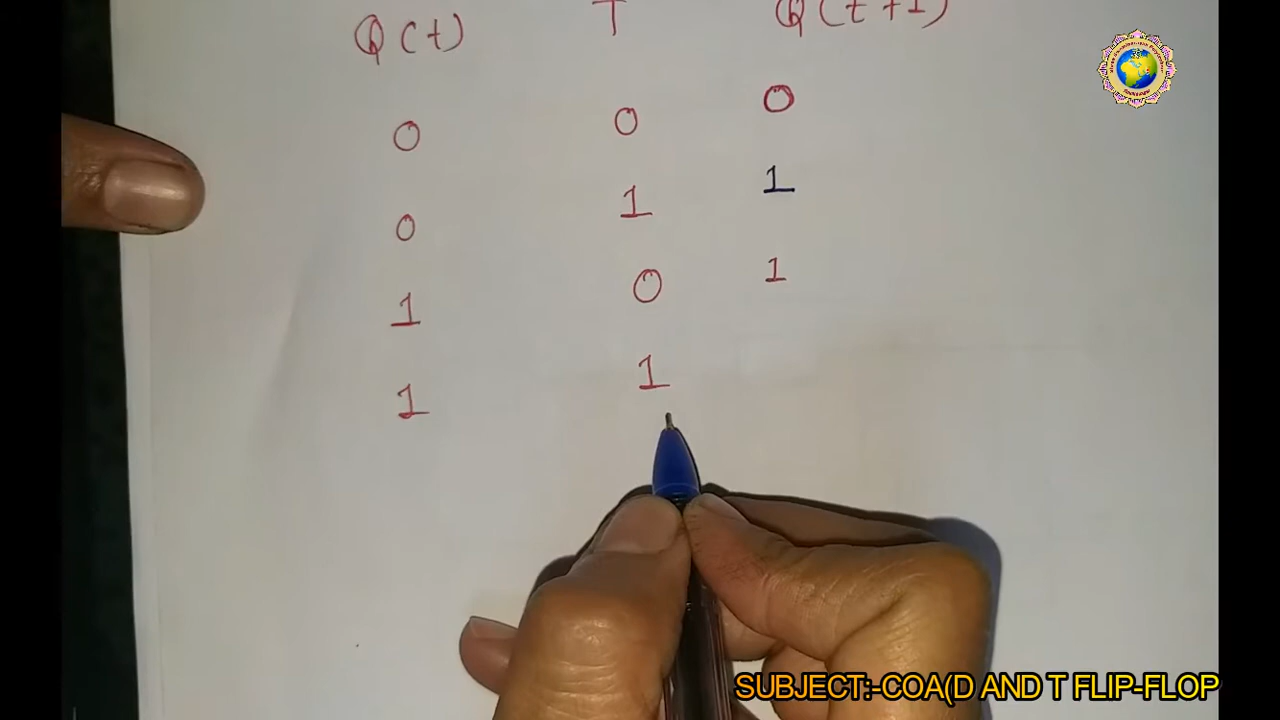 Q(t) T Q(t+1)
0 0 0
0 1 1
1 0 1
1 1
SUBJECT:-COA(D AND T FLIP-FLOP